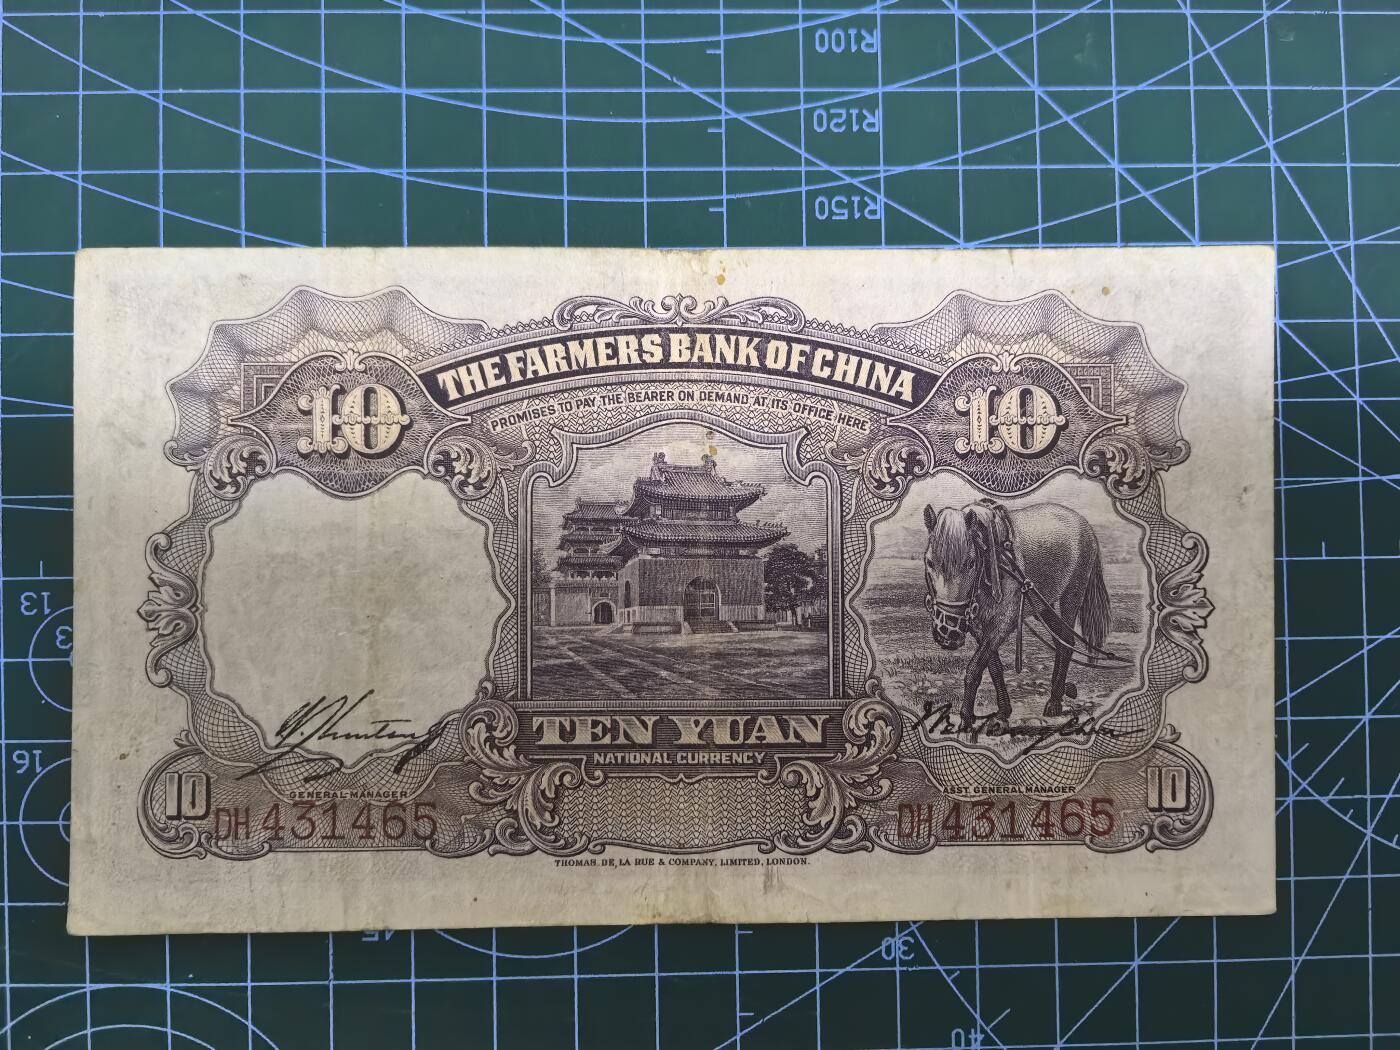 R100
R120
R150
THE FARMERS BANK OF CHINA
PROMISES TO PAY THE BEARER ON DEMAND AT ITS OFFICE HERE
10
10
13
3
16
TEN YUAN
NATIONAL CURRENCY
10
GENERAL MANAGER
ASST. GENERAL MANAGER
10
DH 431465
DH 431465
THOMAS DE LA RUE & COMPANY, LIMITED, LONDON.
45
30
40